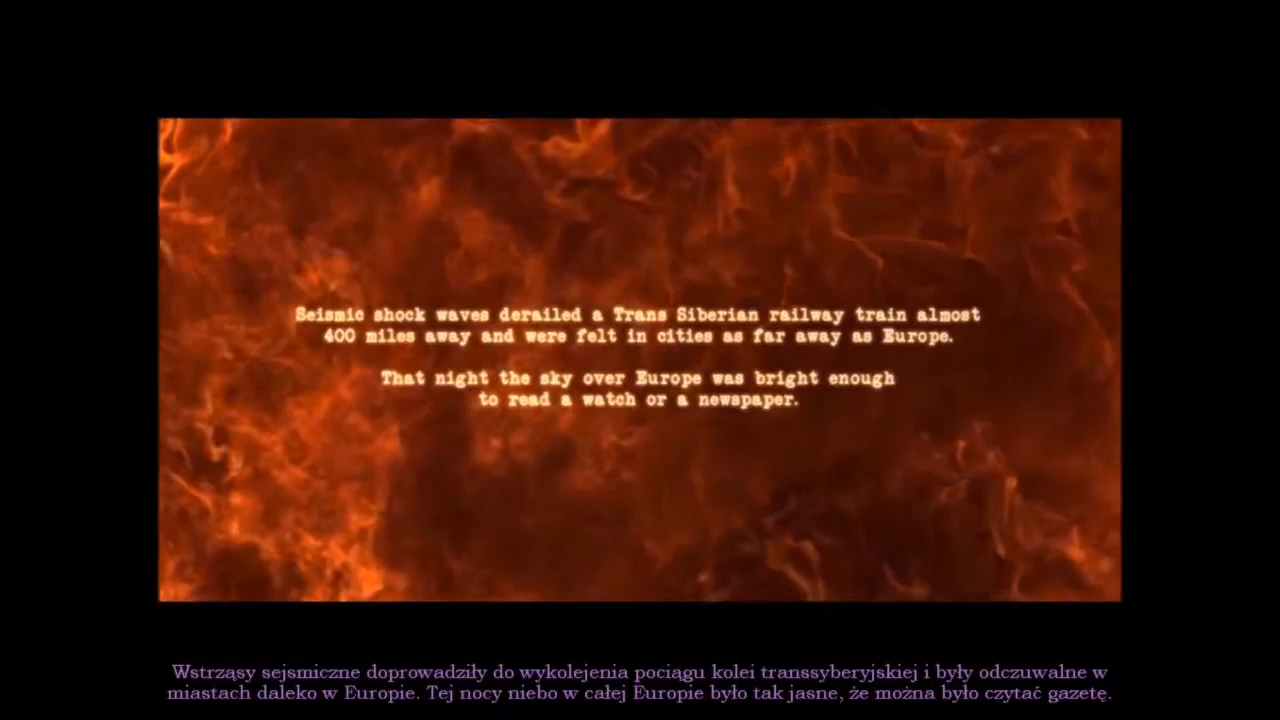 Seismic shock waves derailed a Trans Siberian railway train almost
400 miles away and were felt in cities as far away as Europe.
That night the sky over Europe was bright enough
to read a watch or a newspaper.
Wstrząsy sejsmiczne doprowadziły do wykolejenia pociągu kolei transsyberyjskiej i były odczuwalne w
miastach daleko w Europie. Tej nocy niebo w całej Europie było tak jasne, że można było czytać gazetę.